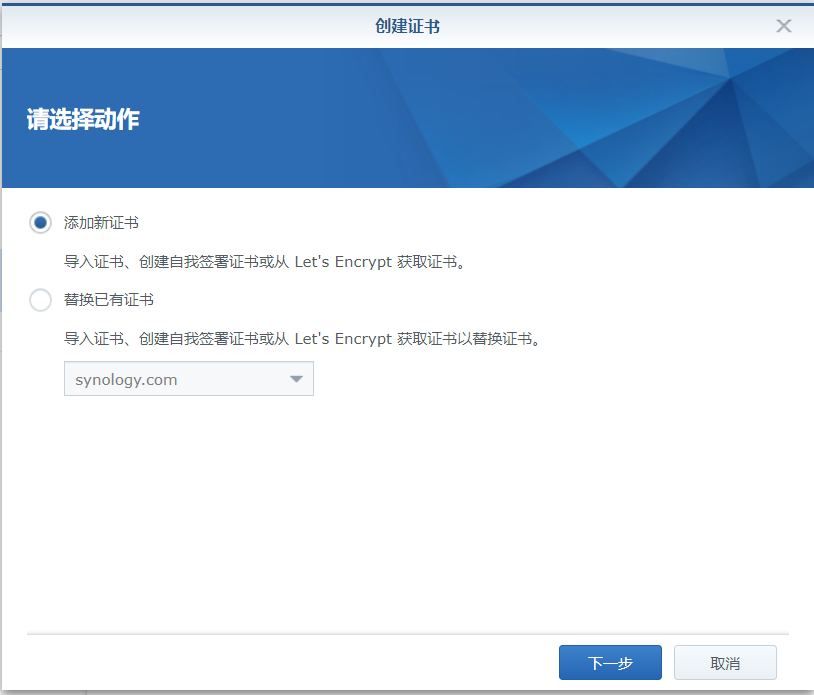 创建证书
请选择动作
添加新证书
导入证书、创建自我签署证书或从 Let's Encrypt 获取证书。
替换已有证书
导入证书、创建自我签署证书或从 Let's Encrypt 获取证书以替换证书。
synology.com
下一步
取消